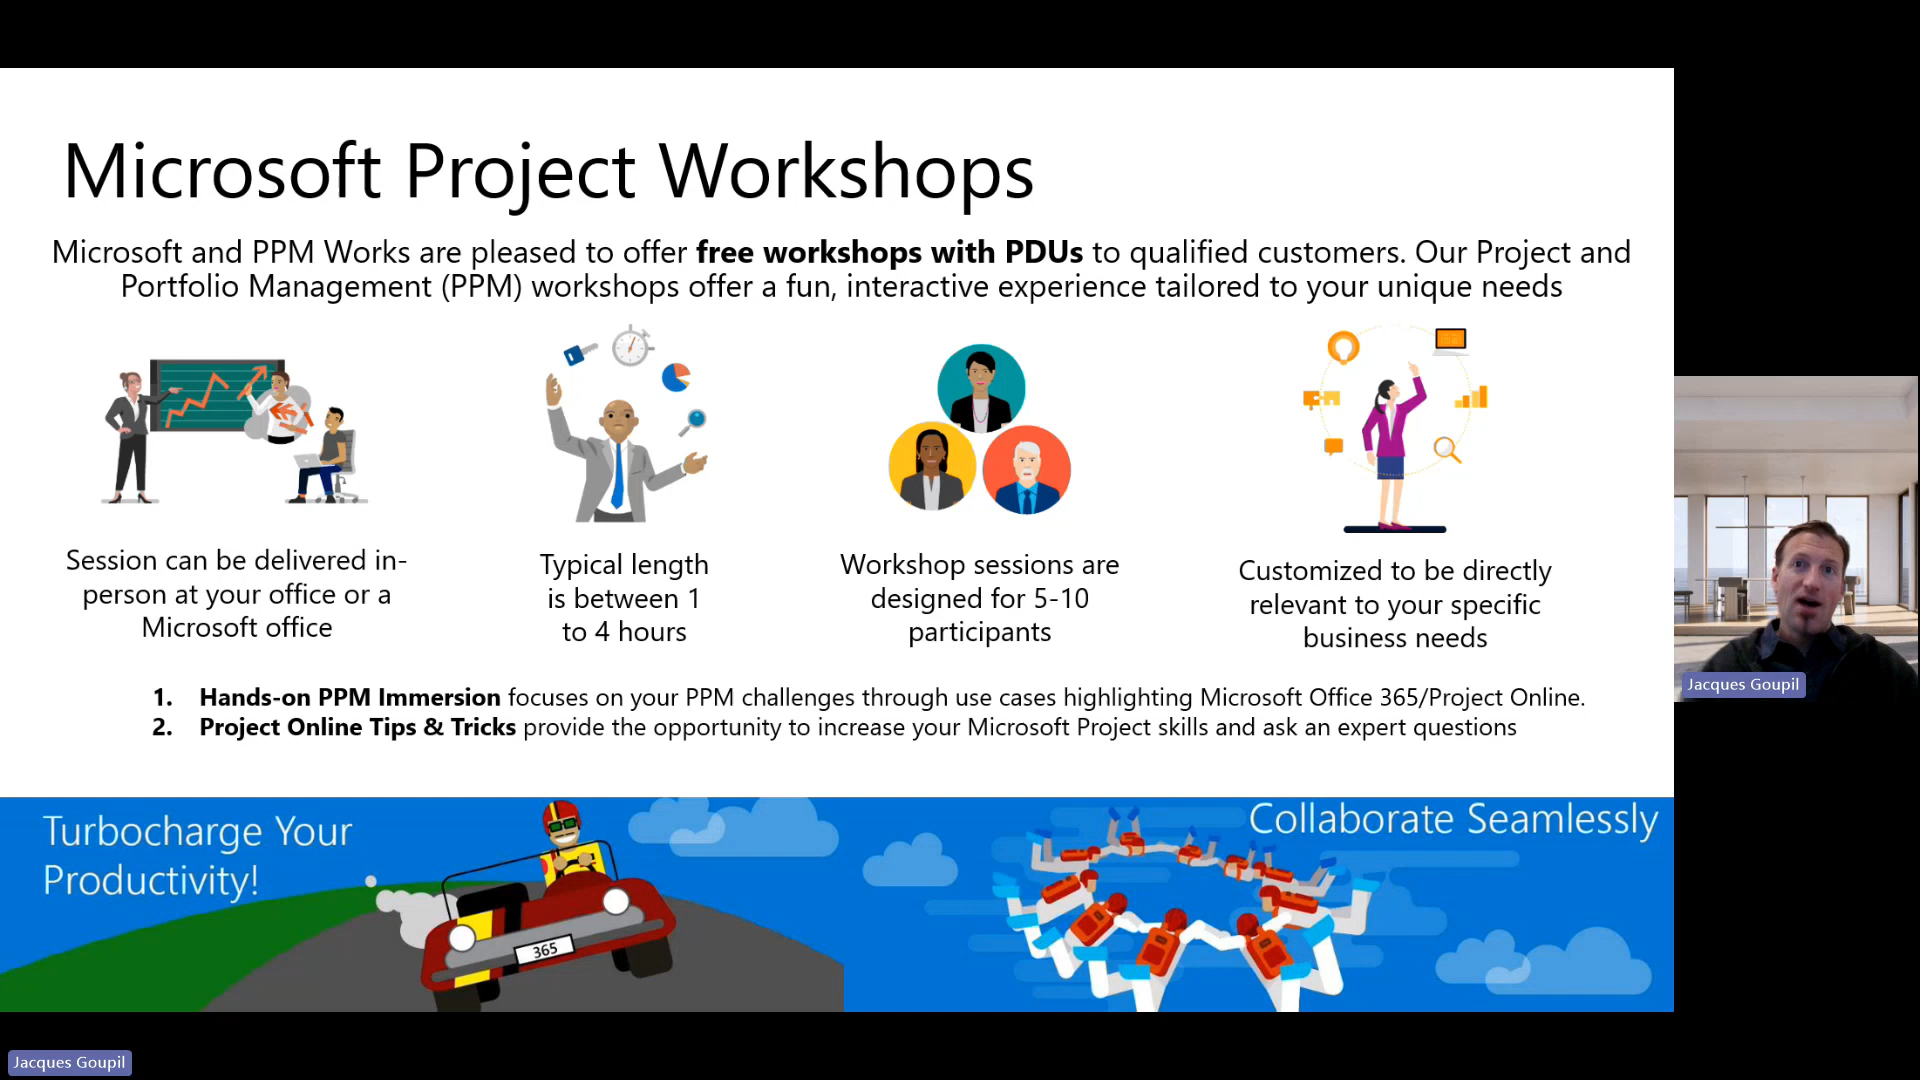 Microsoft Project Workshops
Microsoft and PPM Works are pleased to offer free workshops with PDUs to qualified customers. Our Project and
Portfolio Management (PPM) workshops offer a fun, interactive experience tailored to your unique needs
Session can be delivered in-
person at your office or a
Microsoft office
Typical length
is between 1
to 4 hours
Workshop sessions are
designed for 5-10
participants
Customized to be directly
relevant to your specific
business needs
1. Hands-on PPM Immersion focuses on your PPM challenges through use cases highlighting Microsoft Office 365/Project Online.
2. Project Online Tips & Tricks provide the opportunity to increase your Microsoft Project skills and ask an expert questions
Turbocharge Your
Productivity!
365
Collaborate Seamlessly
Jacques Goupil
Jacques Goupil